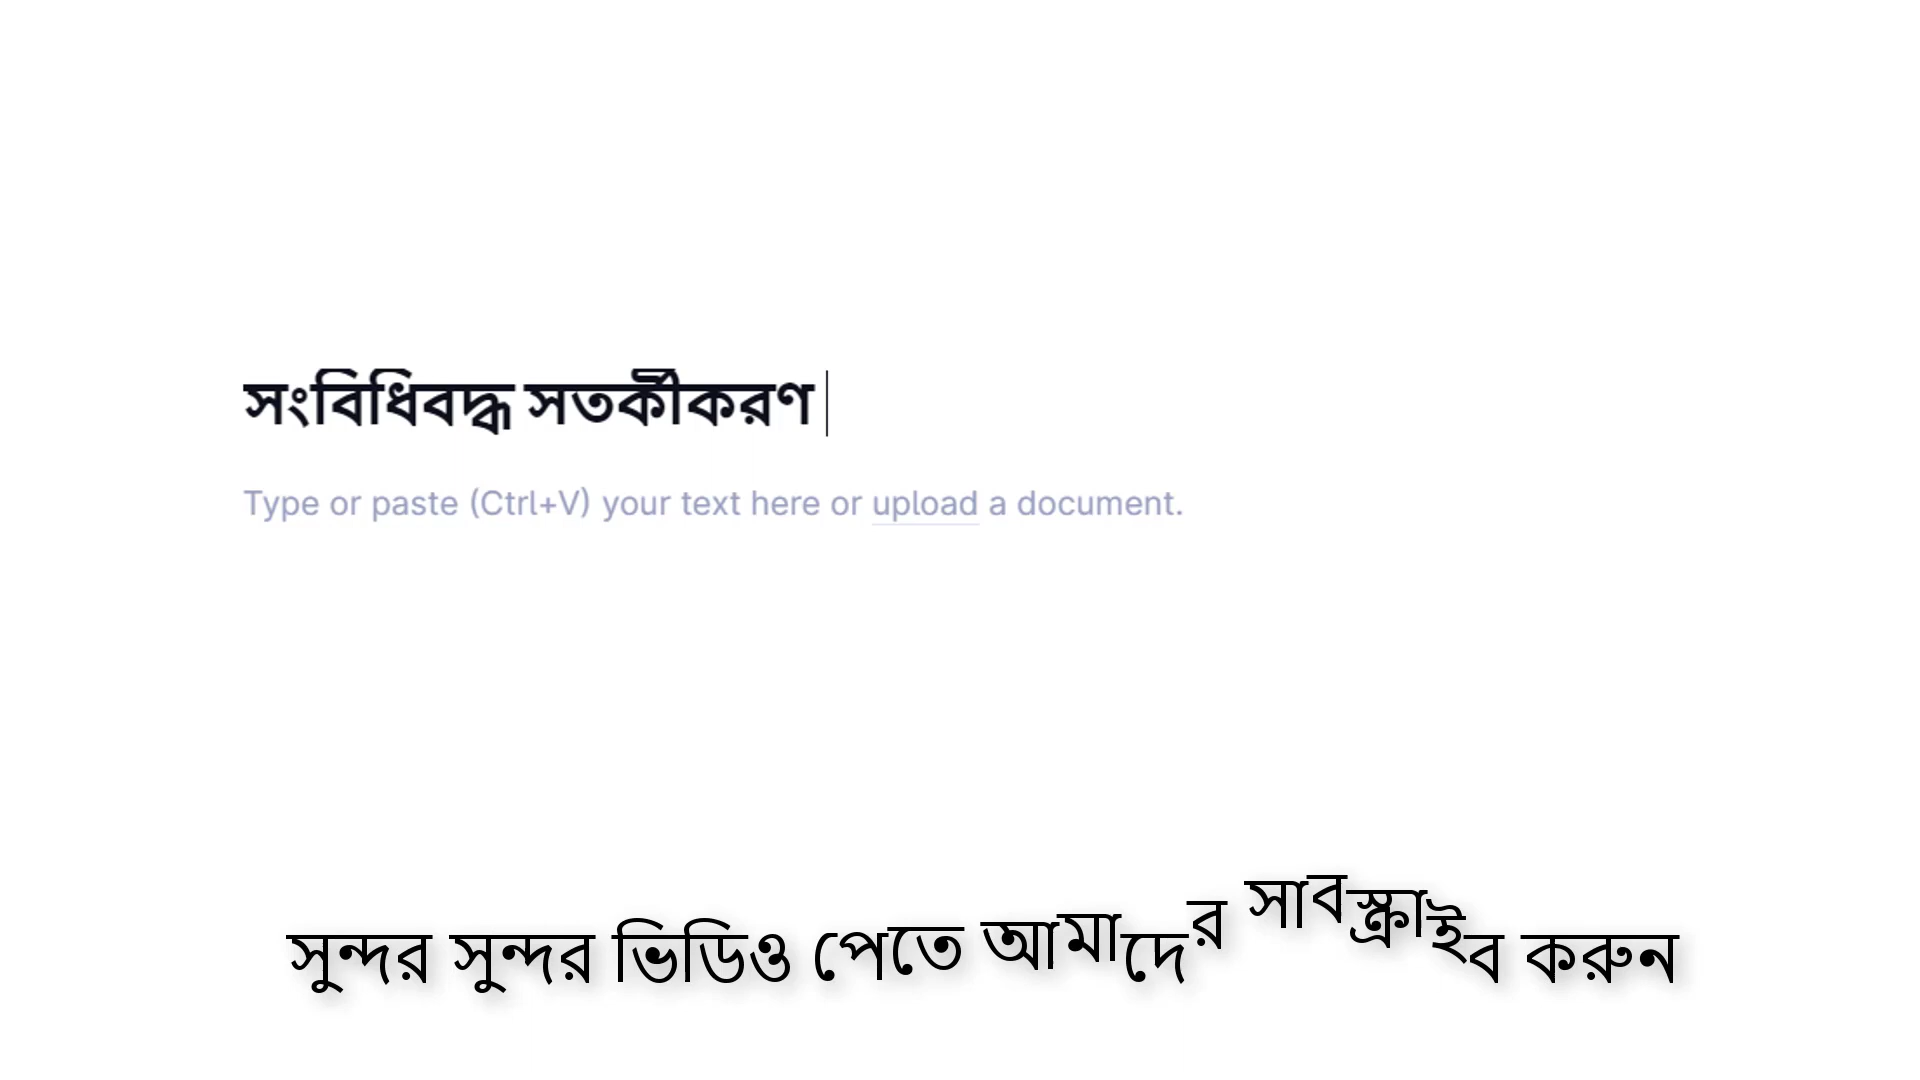 সংবিধিবদ্ধ সতর্কীকরণ
Type or paste (Ctrl+V) your text here or upload a document.
সুন্দর সুন্দর ভিডিও পেতে আমাদের সাবস্ক্রাইব করুন